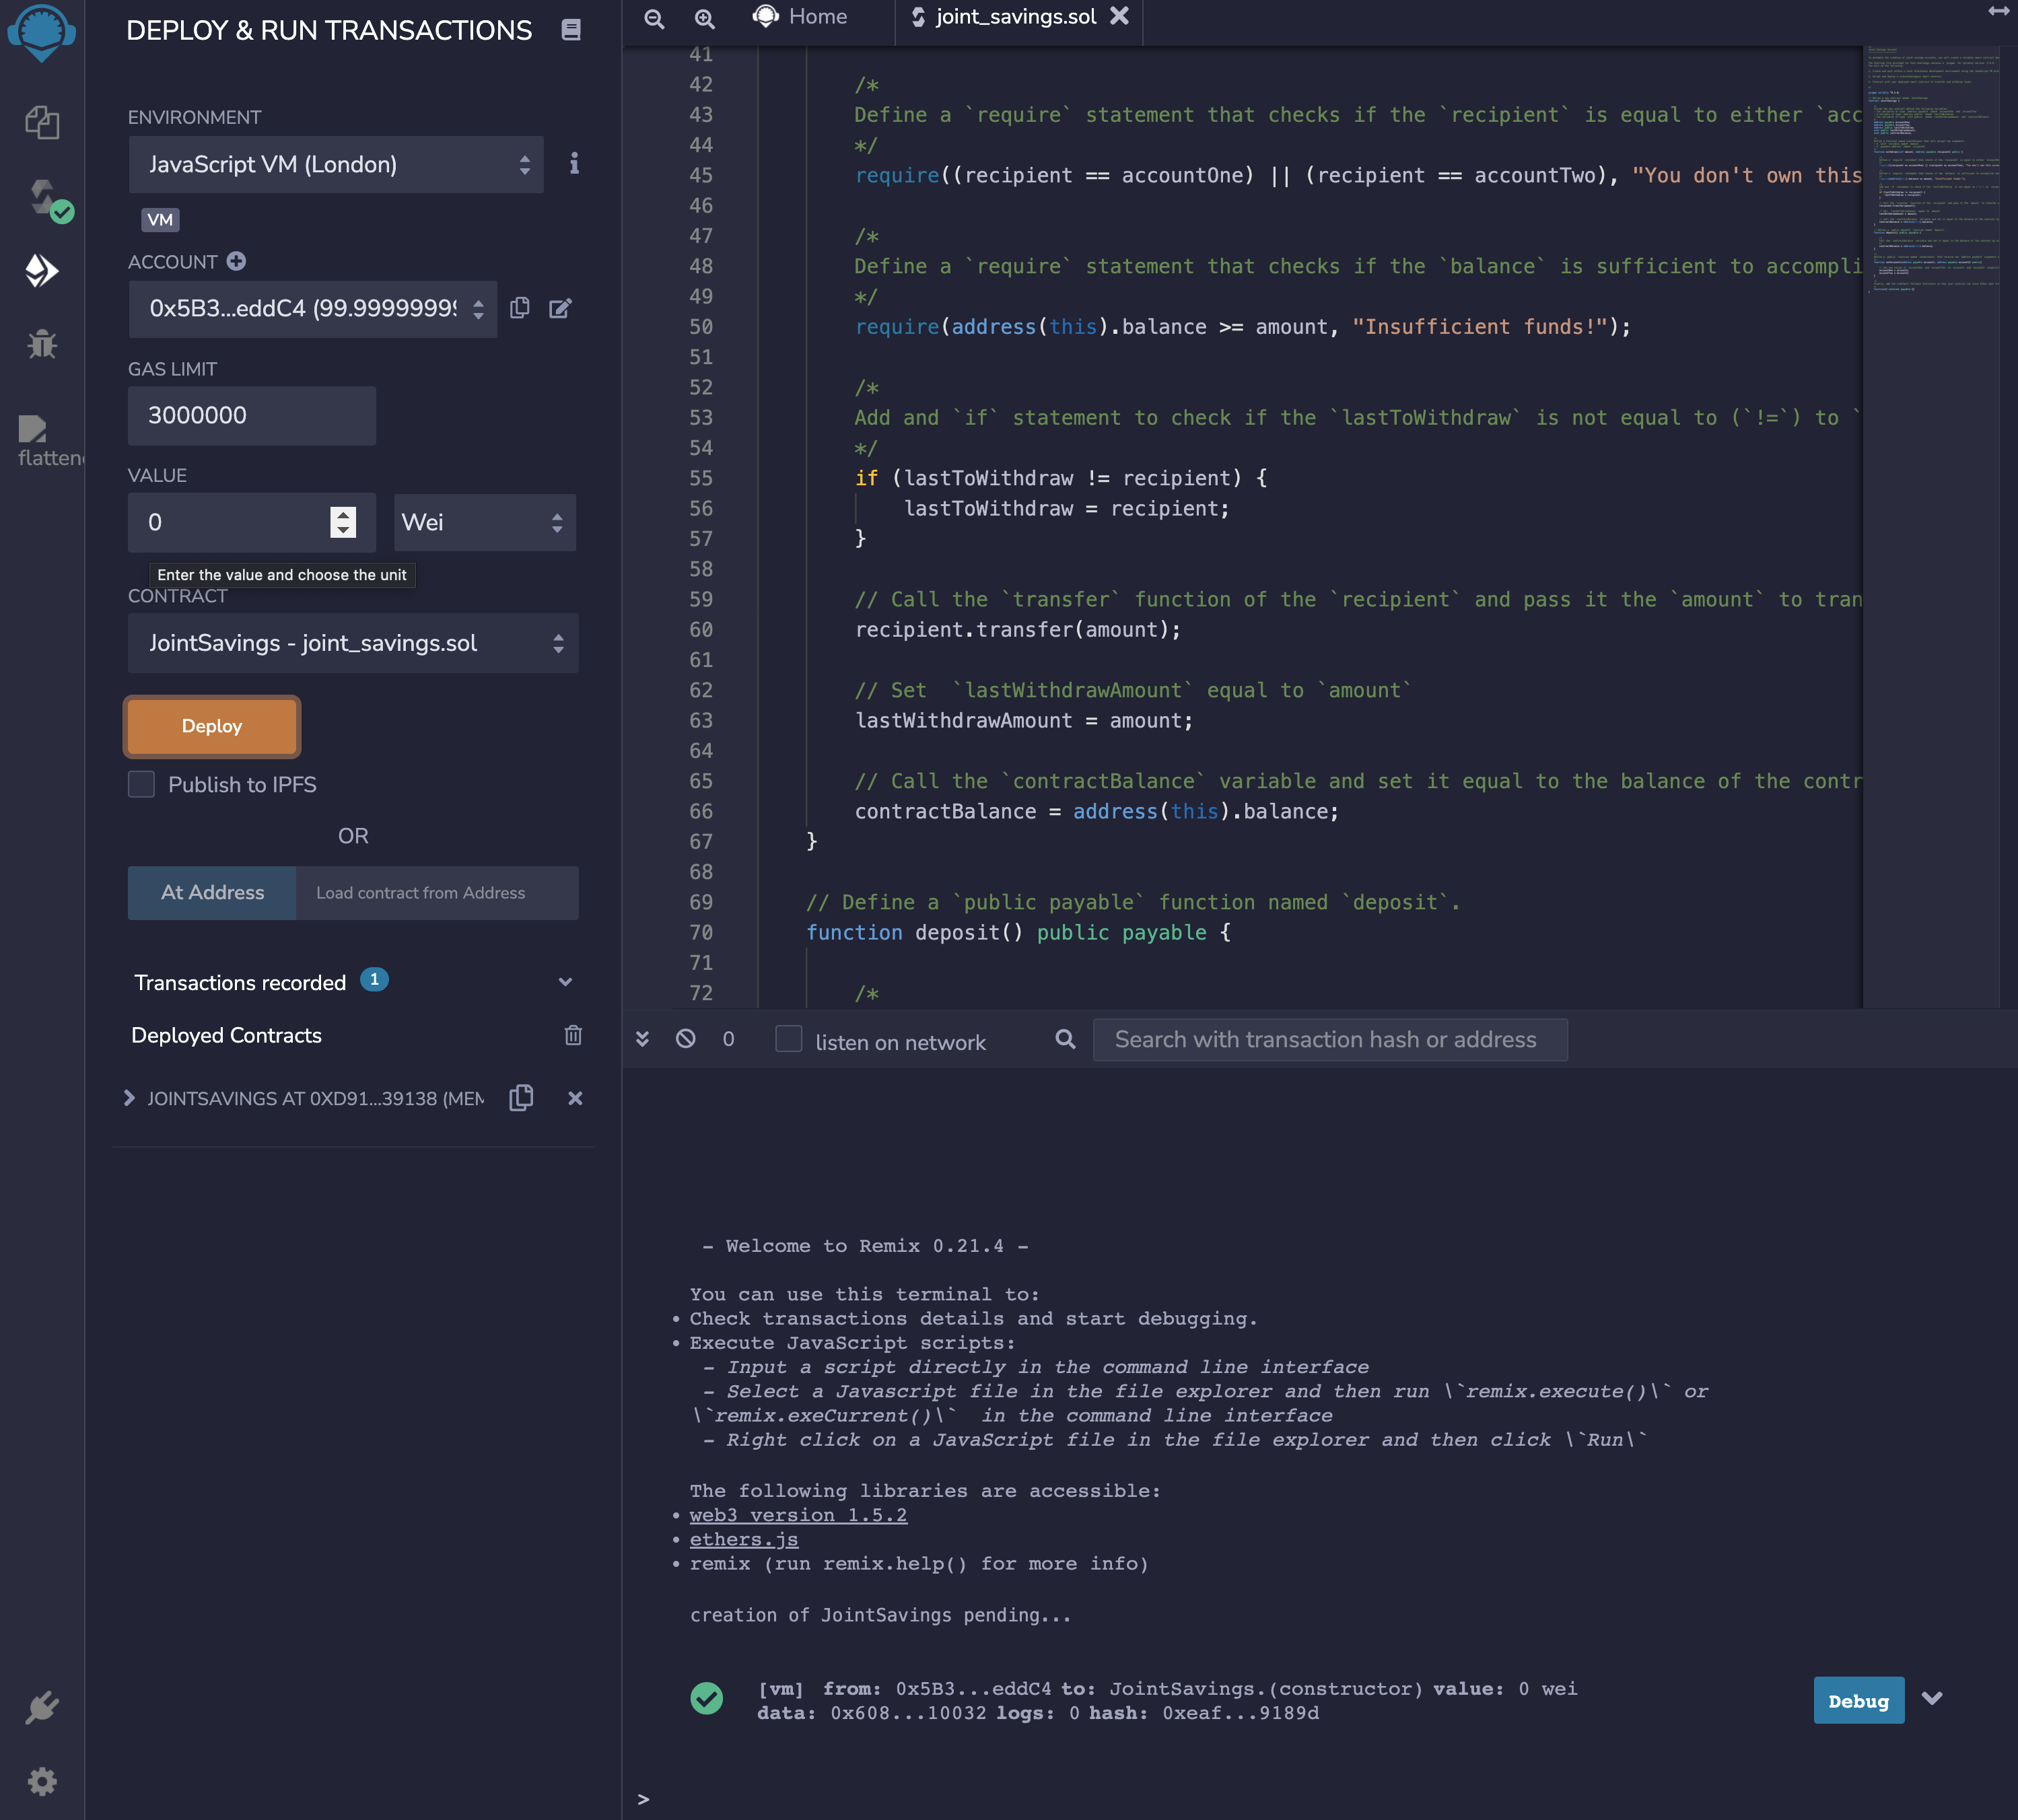 DEPLOY & RUN TRANSACTIONS
ENVIRONMENT
JavaScript VM (London)
VM
ACCOUNT
0x5B3...eddC4 (99.9999999
GAS LIMIT
3000000
VALUE
0
Wei
Enter the value and choose the unit
CONTRACT
JointSavings - joint_savings.sol
Deploy
Publish to IPFS
OR
At Address
Load contract from Address
Transactions recorded 1
Deployed Contracts
JOINTSAVINGS AT 0XD91...39138 (MEM
flattene
Home
joint_savings.sol
41
42 /*
43 Define a `require` statement that checks if the `recipient` is equal to either `acc
44 */
45 require((recipient == accountOne) || (recipient == accountTwo), "You don't own this
46
47 /*
48 Define a `require` statement that checks if the `balance` is sufficient to accompli
49 */
50 require(address(this).balance >= amount, "Insufficient funds!");
51
52 /*
53 Add and `if` statement to check if the `lastToWithdraw` is not equal to (`!=`) to `
54 */
55 if (lastToWithdraw != recipient) {
56 lastToWithdraw = recipient;
57 }
58
59 // Call the `transfer` function of the `recipient` and pass it the `amount` to tran
60 recipient.transfer(amount);
61
62 // Set  `lastWithdrawAmount` equal to `amount`
63 lastWithdrawAmount = amount;
64
65 // Call the `contractBalance` variable and set it equal to the balance of the contr
66 contractBalance = address(this).balance;
67 }
68
69 // Define a `public payable` function named `deposit`.
70 function deposit() public payable {
71
72 /*
0
listen on network
Search with transaction hash or address
- Welcome to Remix 0.21.4 -
You can use this terminal to:
• Check transactions details and start debugging.
• Execute JavaScript scripts:
- Input a script directly in the command line interface
- Select a Javascript file in the file explorer and then run \`remix.execute()\` or
\`remix.exeCurrent()\`  in the command line interface
- Right click on a JavaScript file in the file explorer and then click \`Run\`
The following libraries are accessible:
• web3 version 1.5.2
• ethers.js
• remix (run remix.help() for more info)
creation of JointSavings pending...
[vm] from: 0x5B3...eddC4 to: JointSavings.(constructor) value: 0 wei
data: 0x608...10032 logs: 0 hash: 0xeaf...9189d
Debug
>